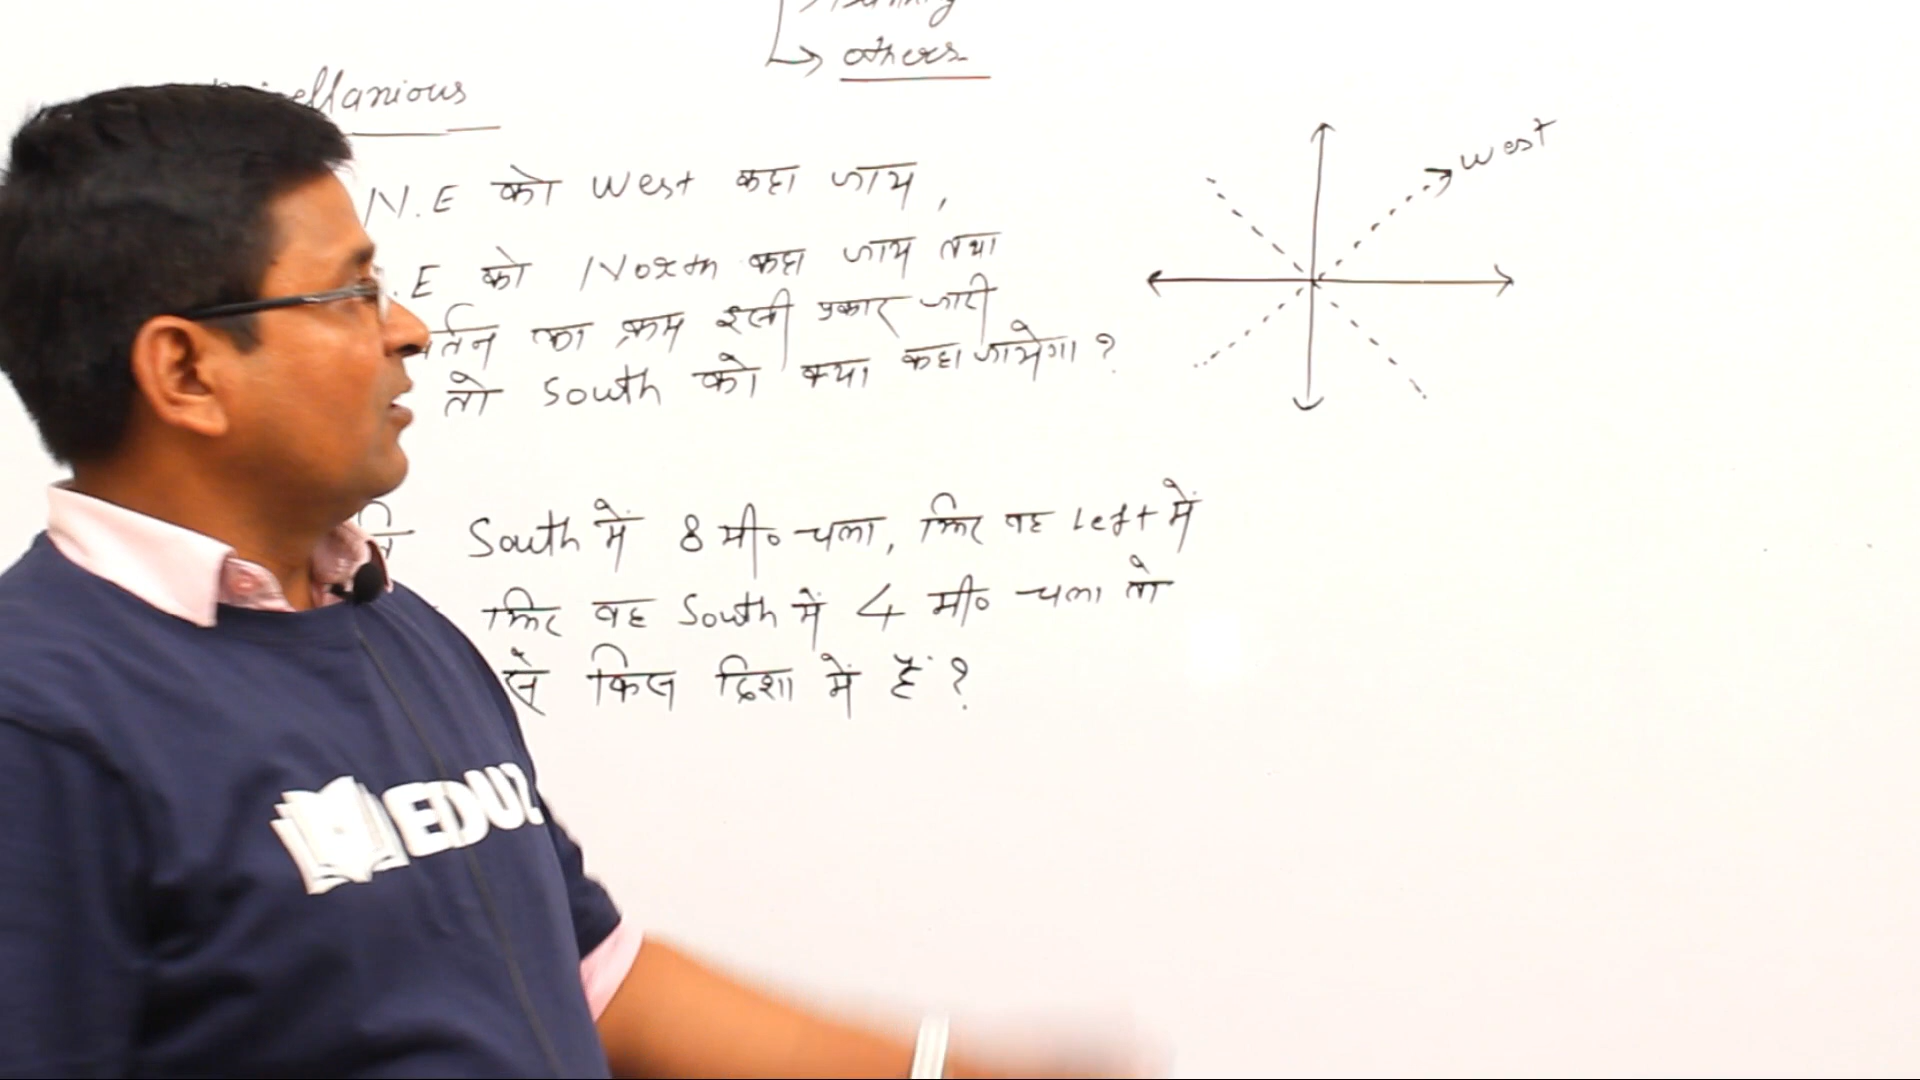 others
ellanious
N.E को West कहा जाय,
.E को North कहा जाय तथा
र्तन का क्रम इसी प्रकार जारी
तो South को क्या कहा जायेगा ?
west
South में 8 मी० चला, फिर वह Left में
फिर वह South में 4 मी० चला तो
से किस दिशा में हैं ?
EDUZ